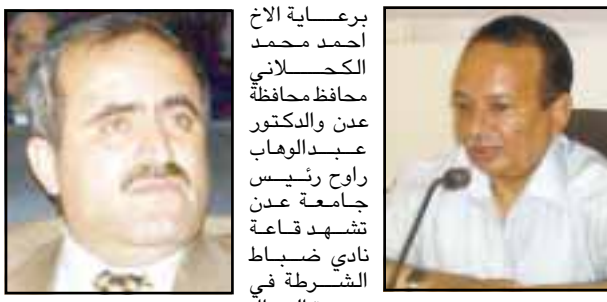 برعاية الاخ
احمد محمد
الكحلاني
محافظ محافظة
عدن والدكتور
عبدالوهاب
راوح رئيس
جامعة عدن
تشهد قاعة
نادي ضباط
الشرطة في